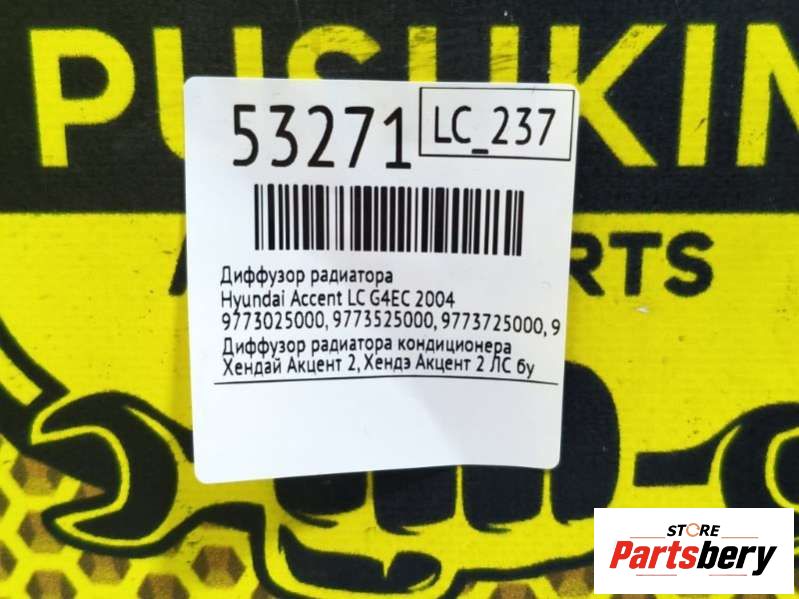 PUSHKIN
53271
LC_237
RTS
Диффузор радиатора
Hyundai Accent LC G4EC 2004
9773025000, 9773525000, 9773725000, 9
Диффузор радиатора кондиционера
Хендай Акцент 2, Хендэ Акцент 2 ЛС бу
STORE
Partsbery